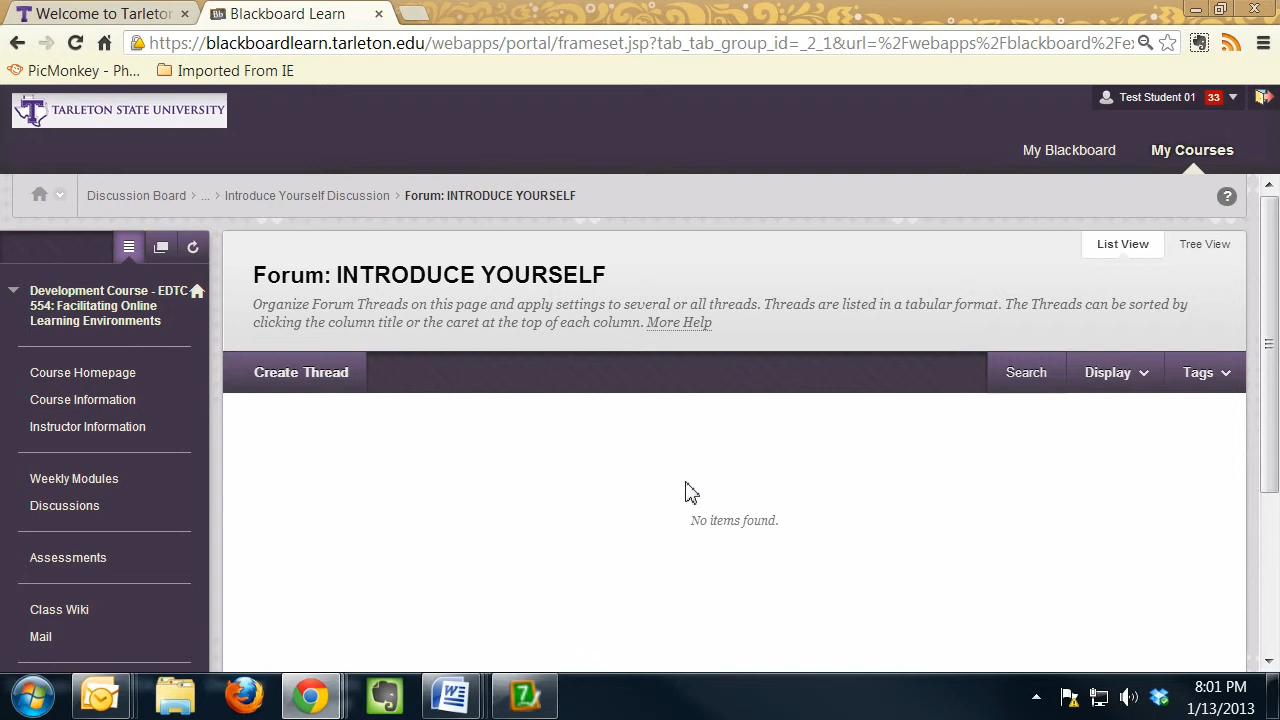 Welcome to Tarleto
Blackboard Learn
https://blackboardlearn.tarleton.edu/webapps/portal/frameset.jsp?tab_tab_group_id=_2_1&url=%2Fwebapps%2Fblackboard%2Fe
PicMonkey - Ph...
Imported From IE
TARLETON STATE UNIVERSITY
Test Student 01 33
My Blackboard
My Courses
Discussion Board > ... > Introduce Yourself Discussion > Forum: INTRODUCE YOURSELF
List View
Tree View
Forum: INTRODUCE YOURSELF
Organize Forum Threads on this page and apply settings to several or all threads. Threads are listed in a tabular format. The Threads can be sorted by
clicking the column title or the caret at the top of each column. More Help
Create Thread
Search
Display
Tags
No items found.
Development Course - EDTC
554: Facilitating Online
Learning Environments
Course Homepage
Course Information
Instructor Information
Weekly Modules
Discussions
Assessments
Class Wiki
Mail
8:01 PM
1/13/2013